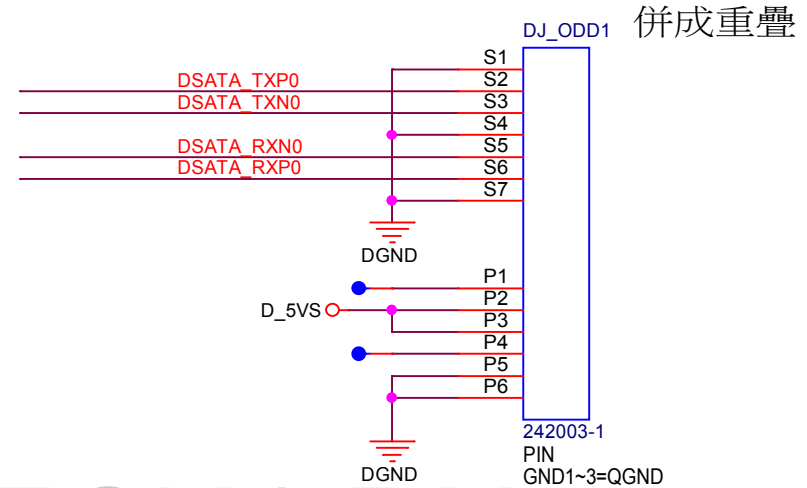 DJ_ODD1 併成重疊
S1
DSATA_TXP0 S2
DSATA_TXN0 S3
S4
DSATA_RXN0 S5
DSATA_RXP0 S6
S7
DGND
P1
D_5VS P2
P3
P4
P5
P6
242003-1
PIN
DGND GND1~3=QGND